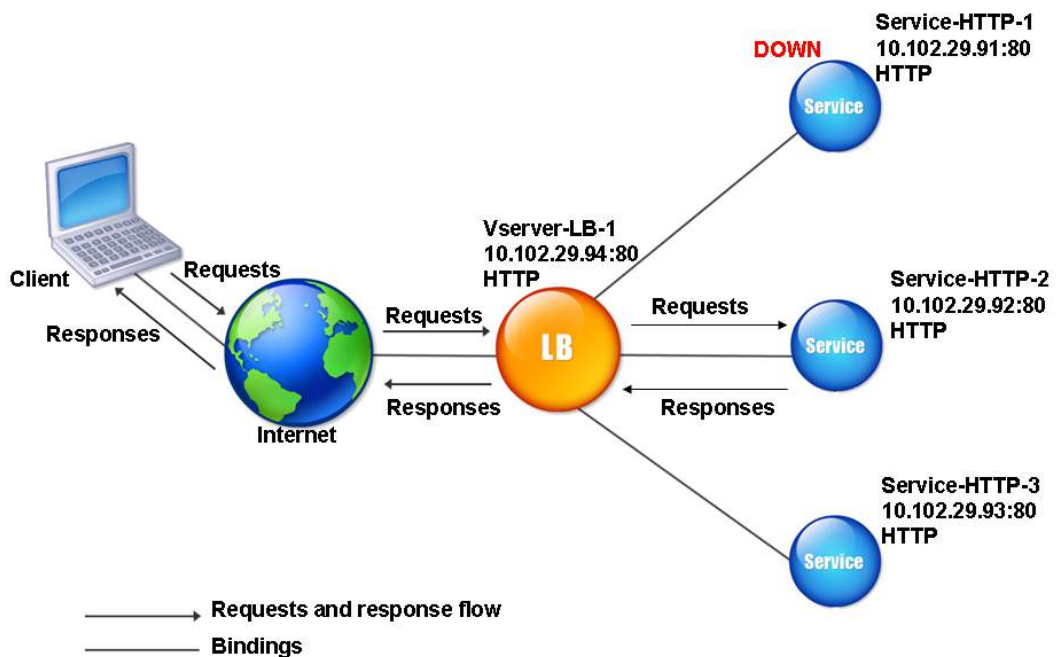 Service-HTTP-1
10.102.29.91:80
HTTP
DOWN
Service
Vserver-LB-1
10.102.29.94:80
HTTP
Client
Requests
Responses
Requests
Responses
Internet
LB
Requests
Responses
Service-HTTP-2
10.102.29.92:80
HTTP
Service
Service-HTTP-3
10.102.29.93:80
HTTP
Service
Requests and response flow
Bindings